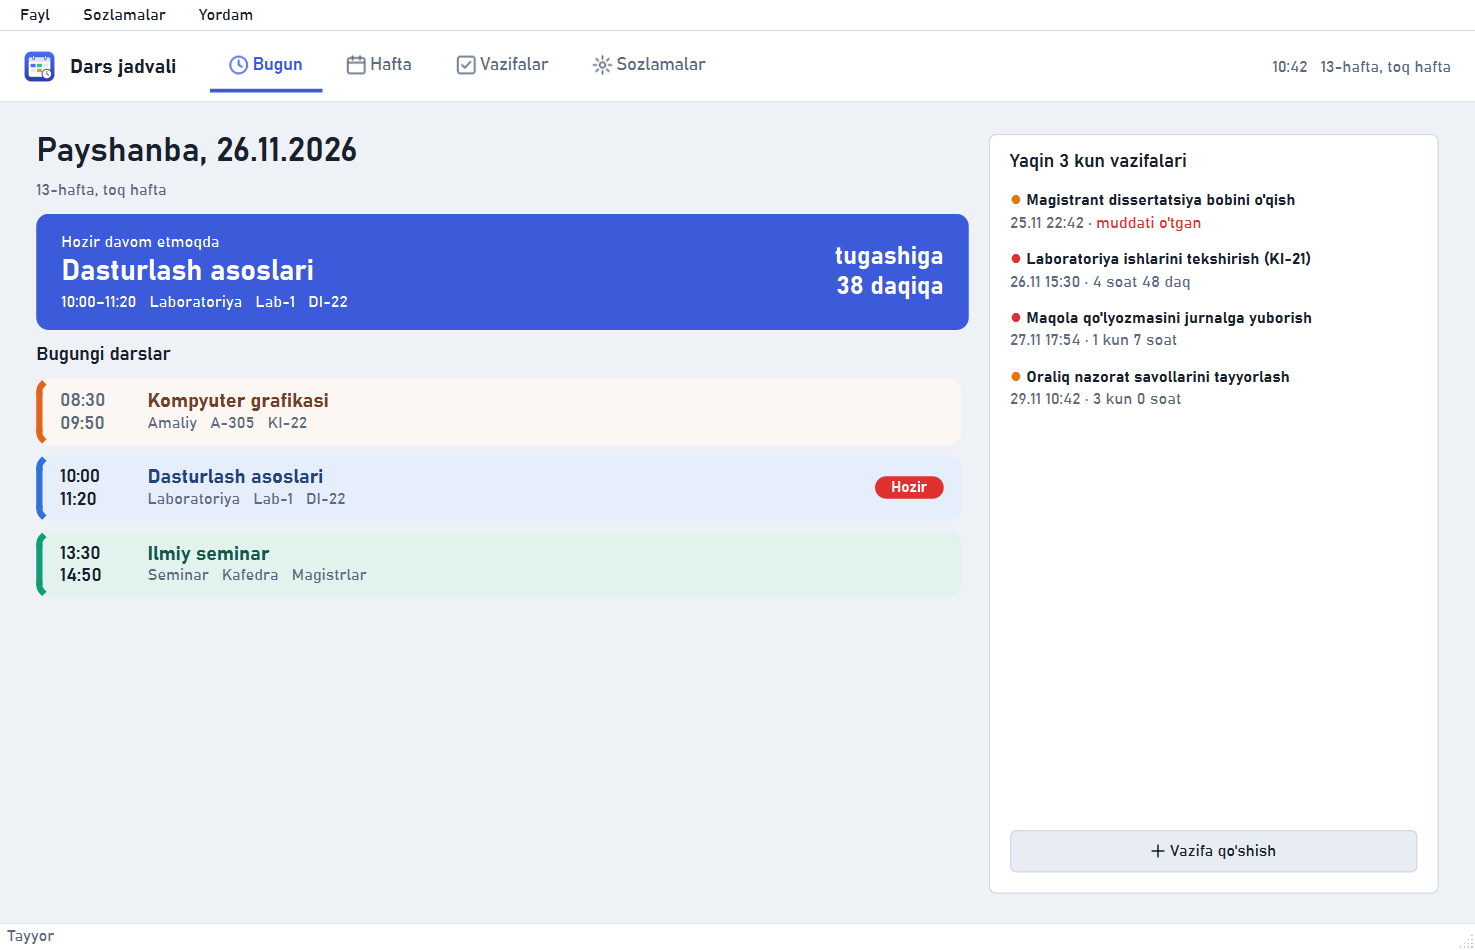 Fayl Sozlamalar Yordam
Dars jadvali Bugun Hafta Vazifalar Sozlamalar 10:42 13-hafta, toq hafta
Payshanba, 26.11.2026
13-hafta, toq hafta
Hozir davom etmoqda
Dasturlash asoslari
10:00–11:20 Laboratoriya Lab-1 DI-22
tugashiga
38 daqiqa
Bugungi darslar
08:30 Kompyuter grafikasi
09:50 Amaliy A-305 KI-22
10:00 Dasturlash asoslari
11:20 Laboratoriya Lab-1 DI-22
Hozir
13:30 Ilmiy seminar
14:50 Seminar Kafedra Magistrlar
Yaqin 3 kun vazifalari
Magistrant dissertatsiya bobini o'qish
25.11 22:42 · muddati o'tgan
Laboratoriya ishlarini tekshirish (KI-21)
26.11 15:30 · 4 soat 48 daq
Maqola qo'lyozmasini jurnalga yuborish
27.11 17:54 · 1 kun 7 soat
Oraliq nazorat savollarini tayyorlash
29.11 10:42 · 3 kun 0 soat
+ Vazifa qo'shish
Tayyor